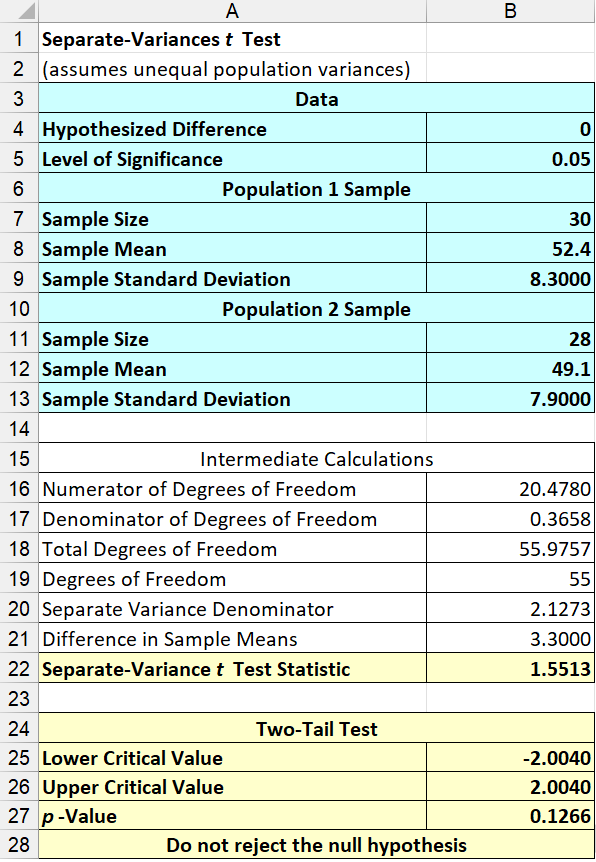 A B
1 Separate-Variances t Test
2 (assumes unequal population variances)
3 Data
4 Hypothesized Difference 0
5 Level of Significance 0.05
6 Population 1 Sample
7 Sample Size 30
8 Sample Mean 52.4
9 Sample Standard Deviation 8.3000
10 Population 2 Sample
11 Sample Size 28
12 Sample Mean 49.1
13 Sample Standard Deviation 7.9000
14
15 Intermediate Calculations
16 Numerator of Degrees of Freedom 20.4780
17 Denominator of Degrees of Freedom 0.3658
18 Total Degrees of Freedom 55.9757
19 Degrees of Freedom 55
20 Separate Variance Denominator 2.1273
21 Difference in Sample Means 3.3000
22 Separate-Variance t Test Statistic 1.5513
23
24 Two-Tail Test
25 Lower Critical Value -2.0040
26 Upper Critical Value 2.0040
27 p -Value 0.1266
28 Do not reject the null hypothesis